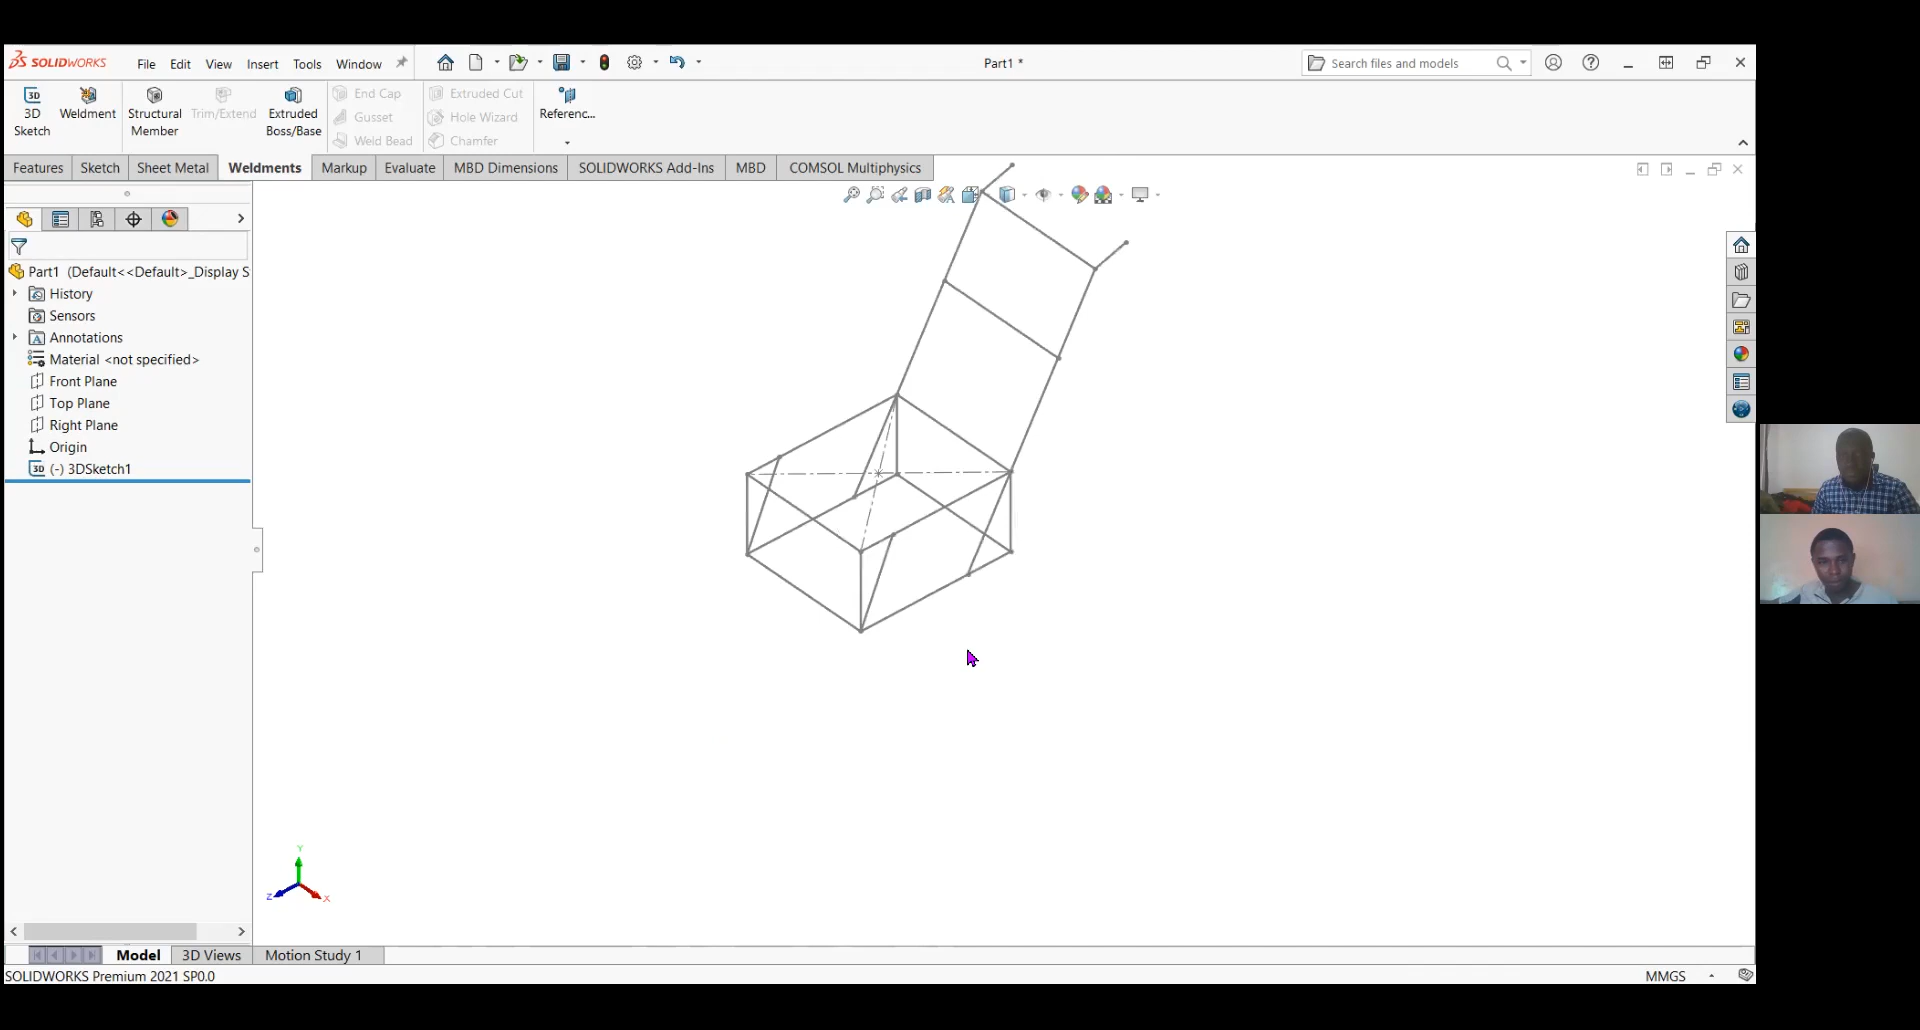 SOLIDWORKS File Edit View Insert Tools Window Part1 * Search files and models
3D Sketch Weldment Structural Member Trim/Extend Extruded Boss/Base End Cap Gusset Weld Bead Extruded Cut Hole Wizard Chamfer Referenc...
Features Sketch Sheet Metal Weldments Markup Evaluate MBD Dimensions SOLIDWORKS Add-Ins MBD COMSOL Multiphysics
Part1 (Default<<Default>_Display S
History
Sensors
Annotations
Material <not specified>
Front Plane
Top Plane
Right Plane
Origin
3D (-) 3DSketch1
Y
Z X
Model 3D Views Motion Study 1
SOLIDWORKS Premium 2021 SP0.0 MMGS